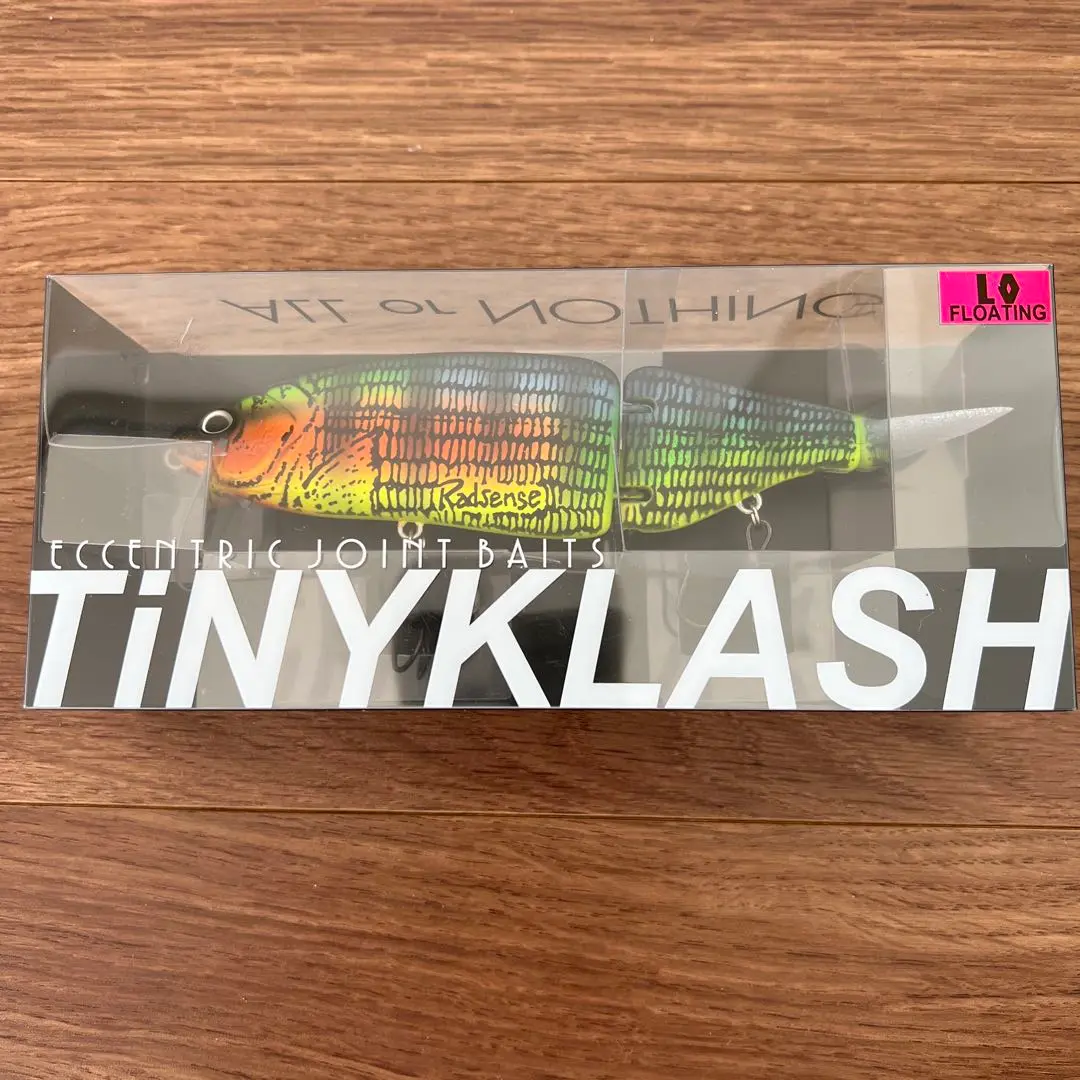 ALL or NOTHING
LO
FLOATING
Radsense
ECCENTRIC JOINT BAITS
TiNYKLASH